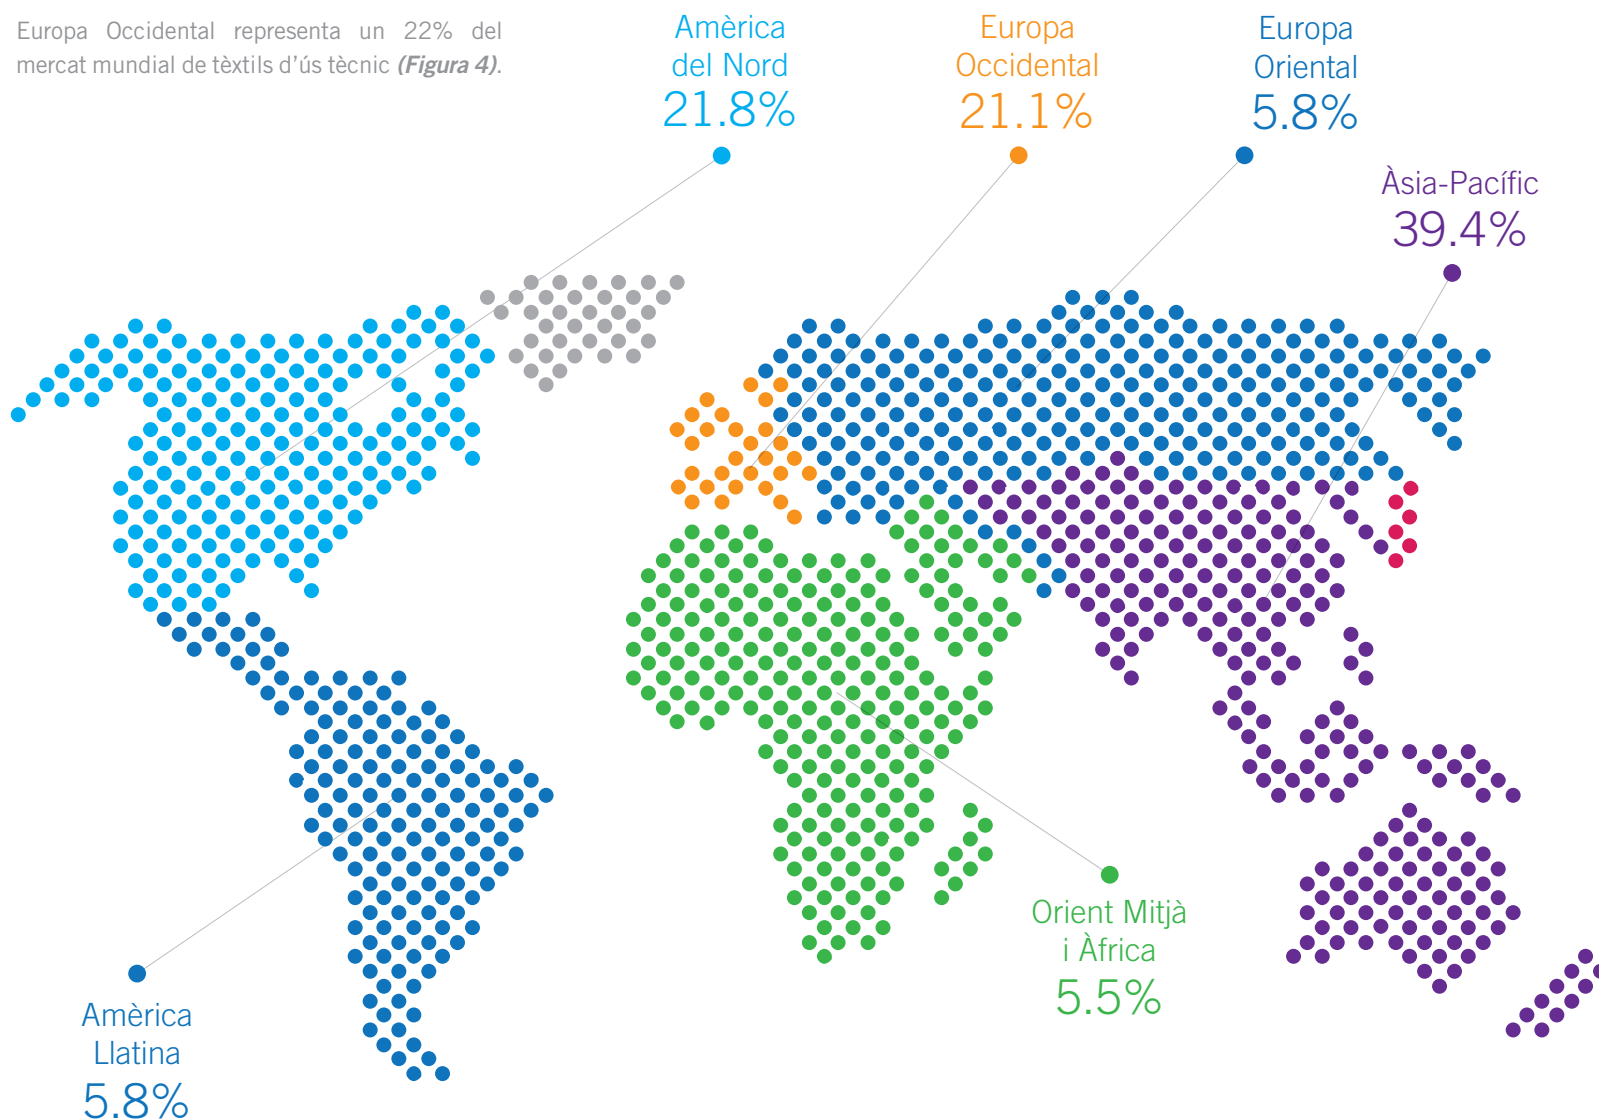 Europa Occidental representa un 22% del
mercat mundial de tèxtils d'ús tècnic (Figura 4).
Amèrica
del Nord
21.8%
Europa
Occidental
21.1%
Europa
Oriental
5.8%
Àsia-Pacífic
39.4%
Orient Mitjà
i Àfrica
5.5%
Amèrica
Llatina
5.8%